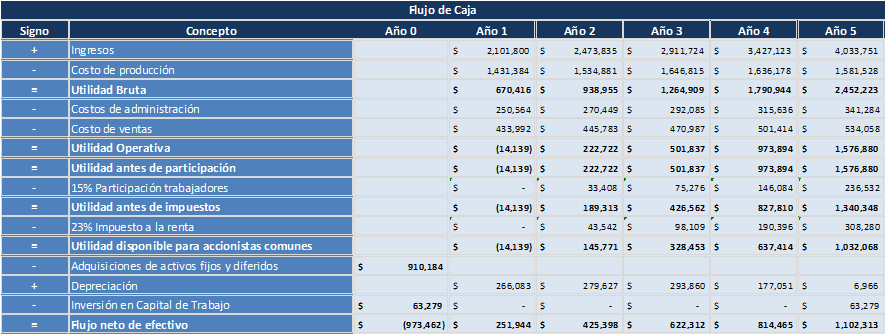 Flujo de Caja
Signo Concepto Año 0 Año 1 Año 2 Año 3 Año 4 Año 5
+ Ingresos $ 2,101,800 $ 2,473,835 $ 2,911,724 $ 3,427,123 $ 4,033,751
- Costo de producción $ 1,431,384 $ 1,534,881 $ 1,646,815 $ 1,636,178 $ 1,581,528
= Utilidad Bruta $ 670,416 $ 938,955 $ 1,264,909 $ 1,790,944 $ 2,452,223
- Costos de administración $ 250,564 $ 270,449 $ 292,085 $ 315,636 $ 341,284
- Costo de ventas $ 433,992 $ 445,783 $ 470,987 $ 501,414 $ 534,058
= Utilidad Operativa $ (14,139) $ 222,722 $ 501,837 $ 973,894 $ 1,576,880
= Utilidad antes de participación $ (14,139) $ 222,722 $ 501,837 $ 973,894 $ 1,576,880
- 15% Participación trabajadores $ - $ 33,408 $ 75,276 $ 146,084 $ 236,532
= Utilidad antes de impuestos $ (14,139) $ 189,313 $ 426,562 $ 827,810 $ 1,340,348
- 23% Impuesto a la renta $ - $ 43,542 $ 98,109 $ 190,396 $ 308,280
= Utilidad disponible para accionistas comunes $ (14,139) $ 145,771 $ 328,453 $ 637,414 $ 1,032,068
- Adquisiciones de activos fijos y diferidos $ 910,184
+ Depreciación $ 266,083 $ 279,627 $ 293,860 $ 177,051 $ 6,966
- Inversión en Capital de Trabajo $ 63,279 $ - $ - $ - $ - $ 63,279
= Flujo neto de efectivo $ (973,462) $ 251,944 $ 425,398 $ 622,312 $ 814,465 $ 1,102,313